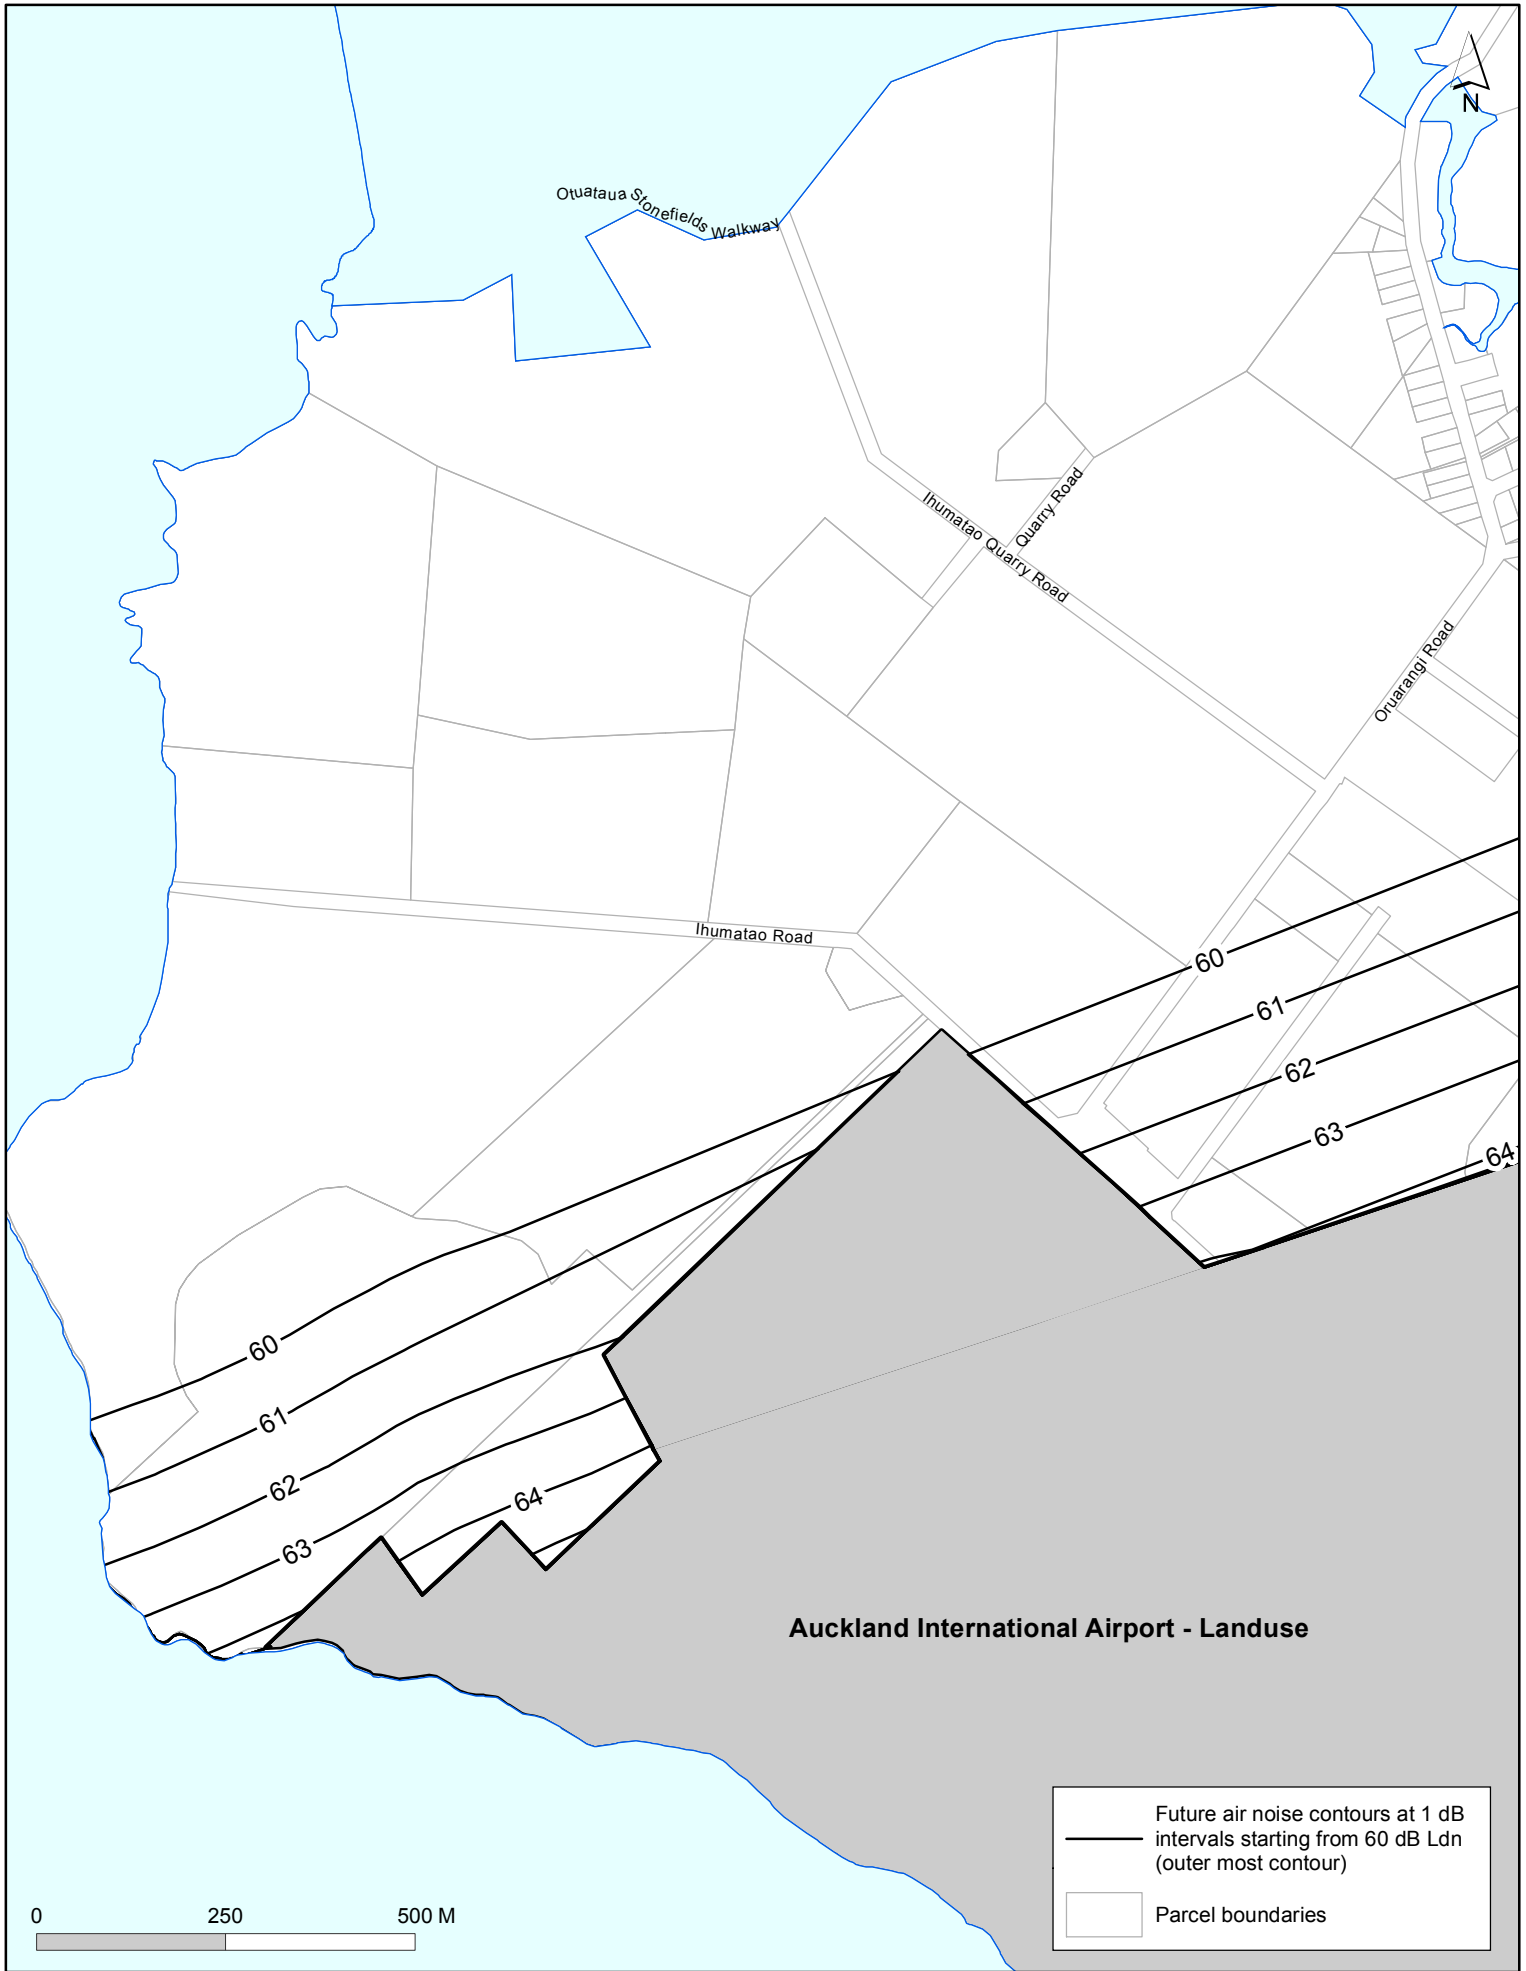 N
Otuataua Stonefields Walkway
Quarry Road
Ihumatao Quarry Road
Oruarangi Road
Ihumatao Road
60
61
62
63
64
60
61
62
63
64
Auckland International Airport - Landuse
Future air noise contours at 1 dB
intervals starting from 60 dB Ldn
(outer most contour)
Parcel boundaries
0 250 500 M